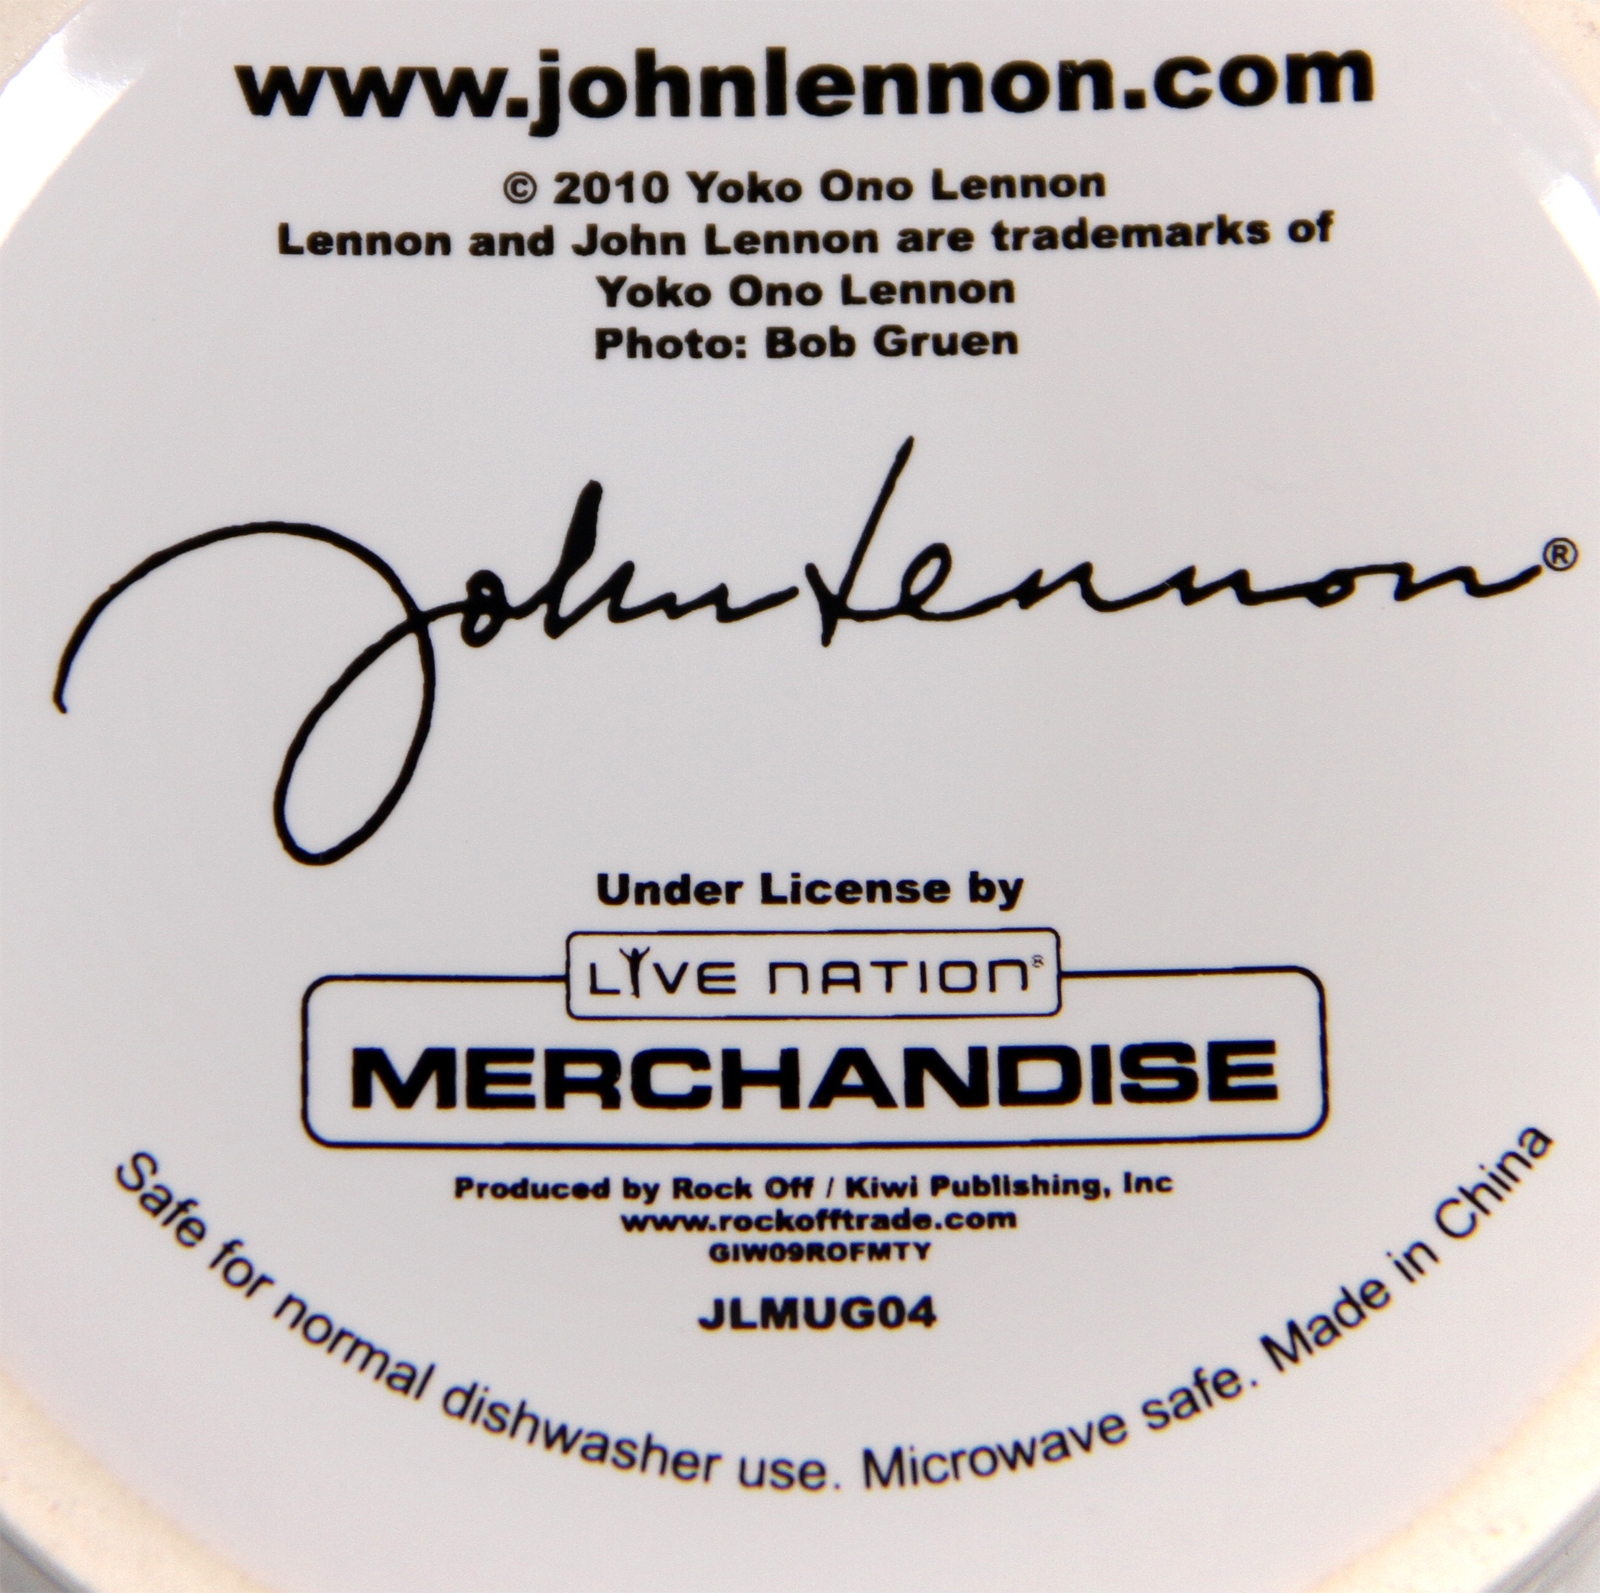 www.johnlennon.com
© 2010 Yoko Ono Lennon
Lennon and John Lennon are trademarks of
Yoko Ono Lennon
Photo: Bob Gruen
John Lennon®
Under License by
LIVE NATION®
MERCHANDISE
Produced by Rock Off / Kiwi Publishing, Inc
www.rockofftrade.com
GIW09ROFMTY
JLMUG04
Safe for normal dishwasher use. Microwave safe. Made in China